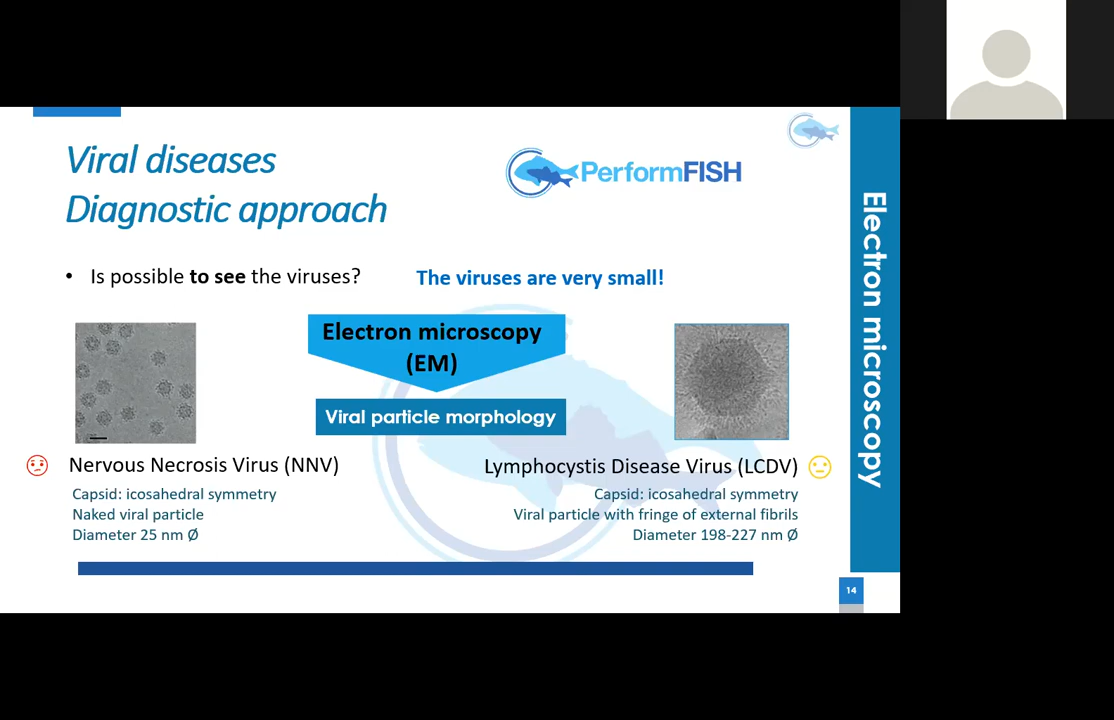 Viral diseases
Diagnostic approach
PerformFISH
• Is possible to see the viruses?
The viruses are very small!
Electron microscopy
(EM)
Viral particle morphology
Nervous Necrosis Virus (NNV)
Capsid: icosahedral symmetry
Naked viral particle
Diameter 25 nm Ø
Lymphocystis Disease Virus (LCDV)
Capsid: icosahedral symmetry
Viral particle with fringe of external fibrils
Diameter 198-227 nm Ø
Electron microscopy
14